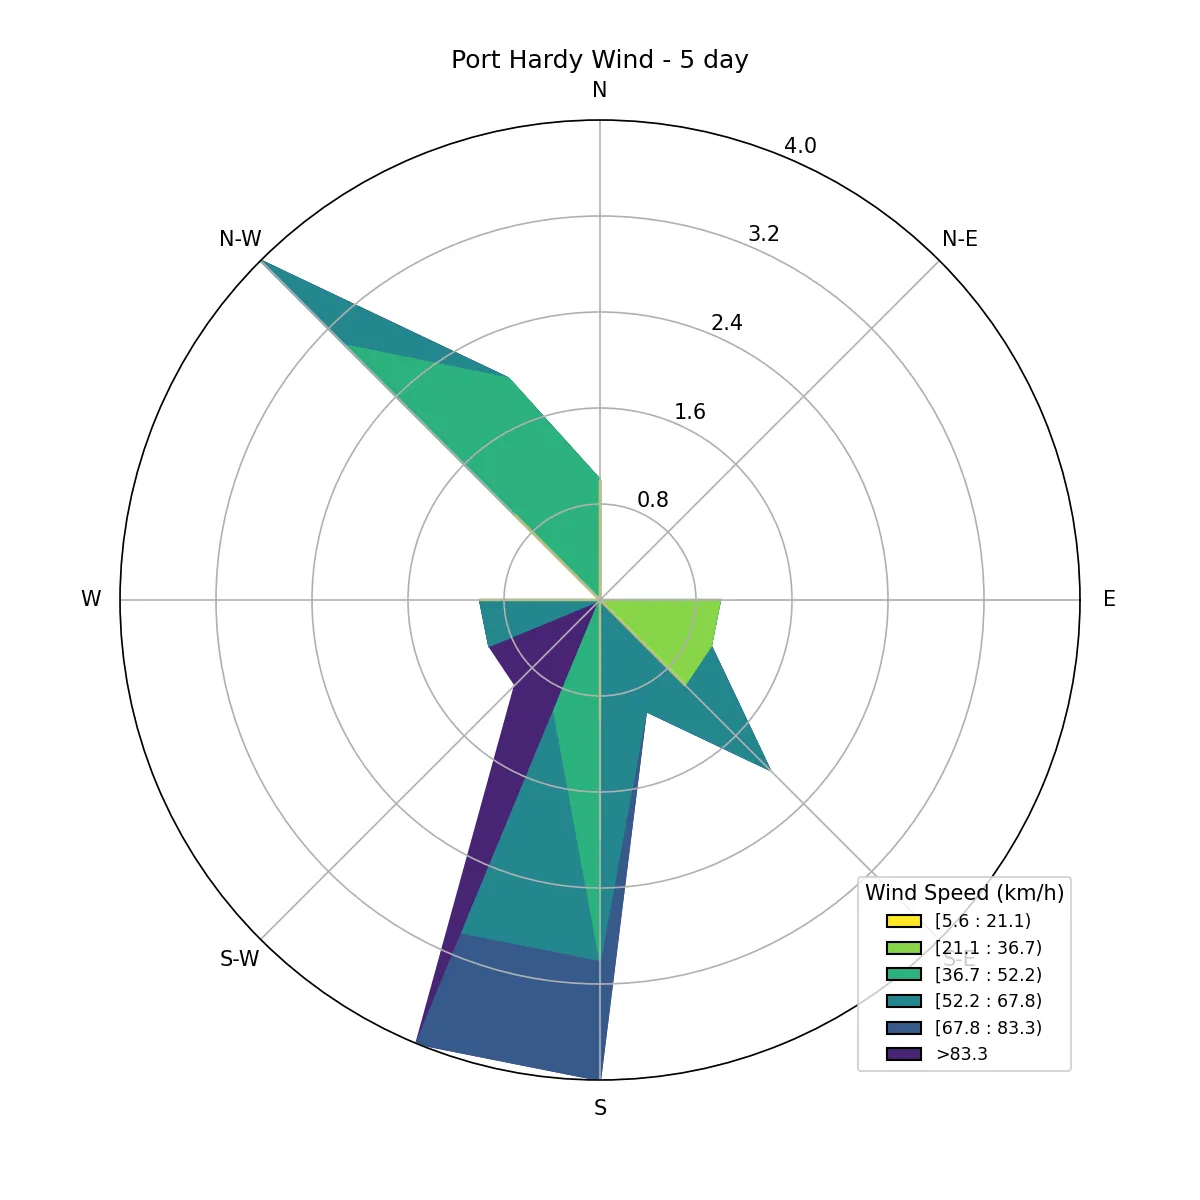 Port Hardy Wind - 5 day
N
4.0
N-W
N-E
3.2
2.4
1.6
0.8
W
E
Wind Speed (km/h)
[5.6 : 21.1)
[21.1 : 36.7)
S-W
S-E
[36.7 : 52.2)
[52.2 : 67.8)
[67.8 : 83.3)
>83.3
S